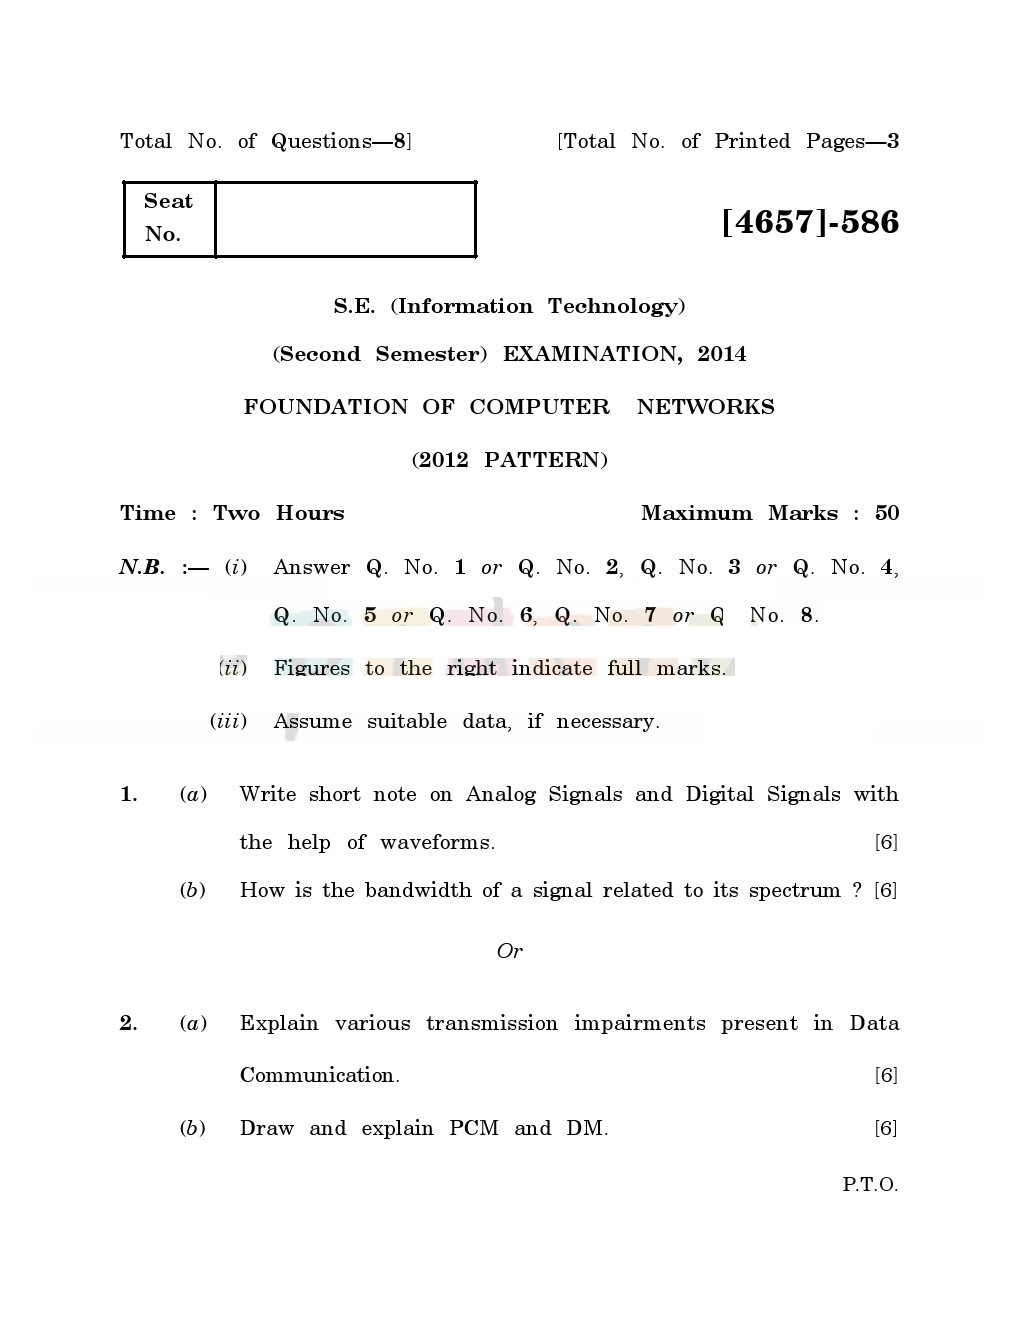 Total No. of Questions—8]
[Total No. of Printed Pages—3
Seat
No.
[4657]-586
S.E. (Information Technology)
(Second Semester) EXAMINATION, 2014
FOUNDATION OF COMPUTER NETWORKS
(2012 PATTERN)
Time : Two Hours Maximum Marks : 50
N.B. :— (i) Answer Q. No. 1 or Q. No. 2, Q. No. 3 or Q. No. 4,
Q. No. 5 or Q. No. 6, Q. No. 7 or Q No. 8.
(ii) Figures to the right indicate full marks.
(iii) Assume suitable data, if necessary.
1. (a) Write short note on Analog Signals and Digital Signals with
the help of waveforms. [6]
(b) How is the bandwidth of a signal related to its spectrum ? [6]
Or
2. (a) Explain various transmission impairments present in Data
Communication. [6]
(b) Draw and explain PCM and DM. [6]
P.T.O.